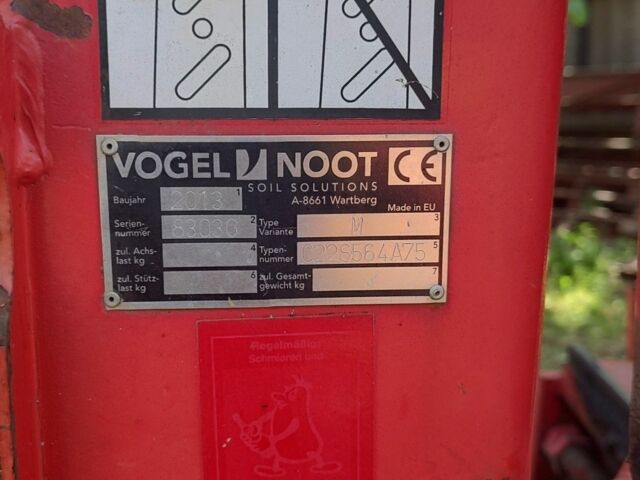 VOGEL NOOT CE
SOIL SOLUTIONS
A-8661 Wartberg
Made in EU
Baujahr 2013 1
Serien-
nummer 83036 2
Type
Variante M 3
zul. Achs-
last kg 4
Typen-
nummer C22S564A75 5
zul. Stütz-
last kg 6
zul. Gesamt-
gewicht kg 7
Regelmäßig
Schmieren und